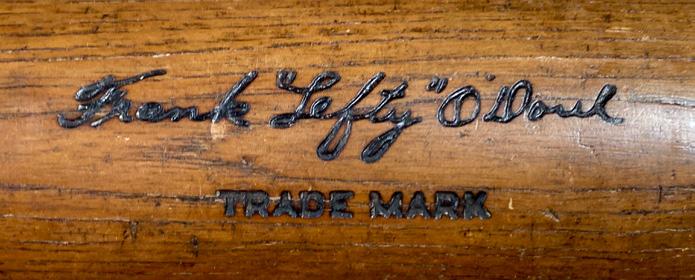 Frank "Lefty" O'Doul
TRADE MARK